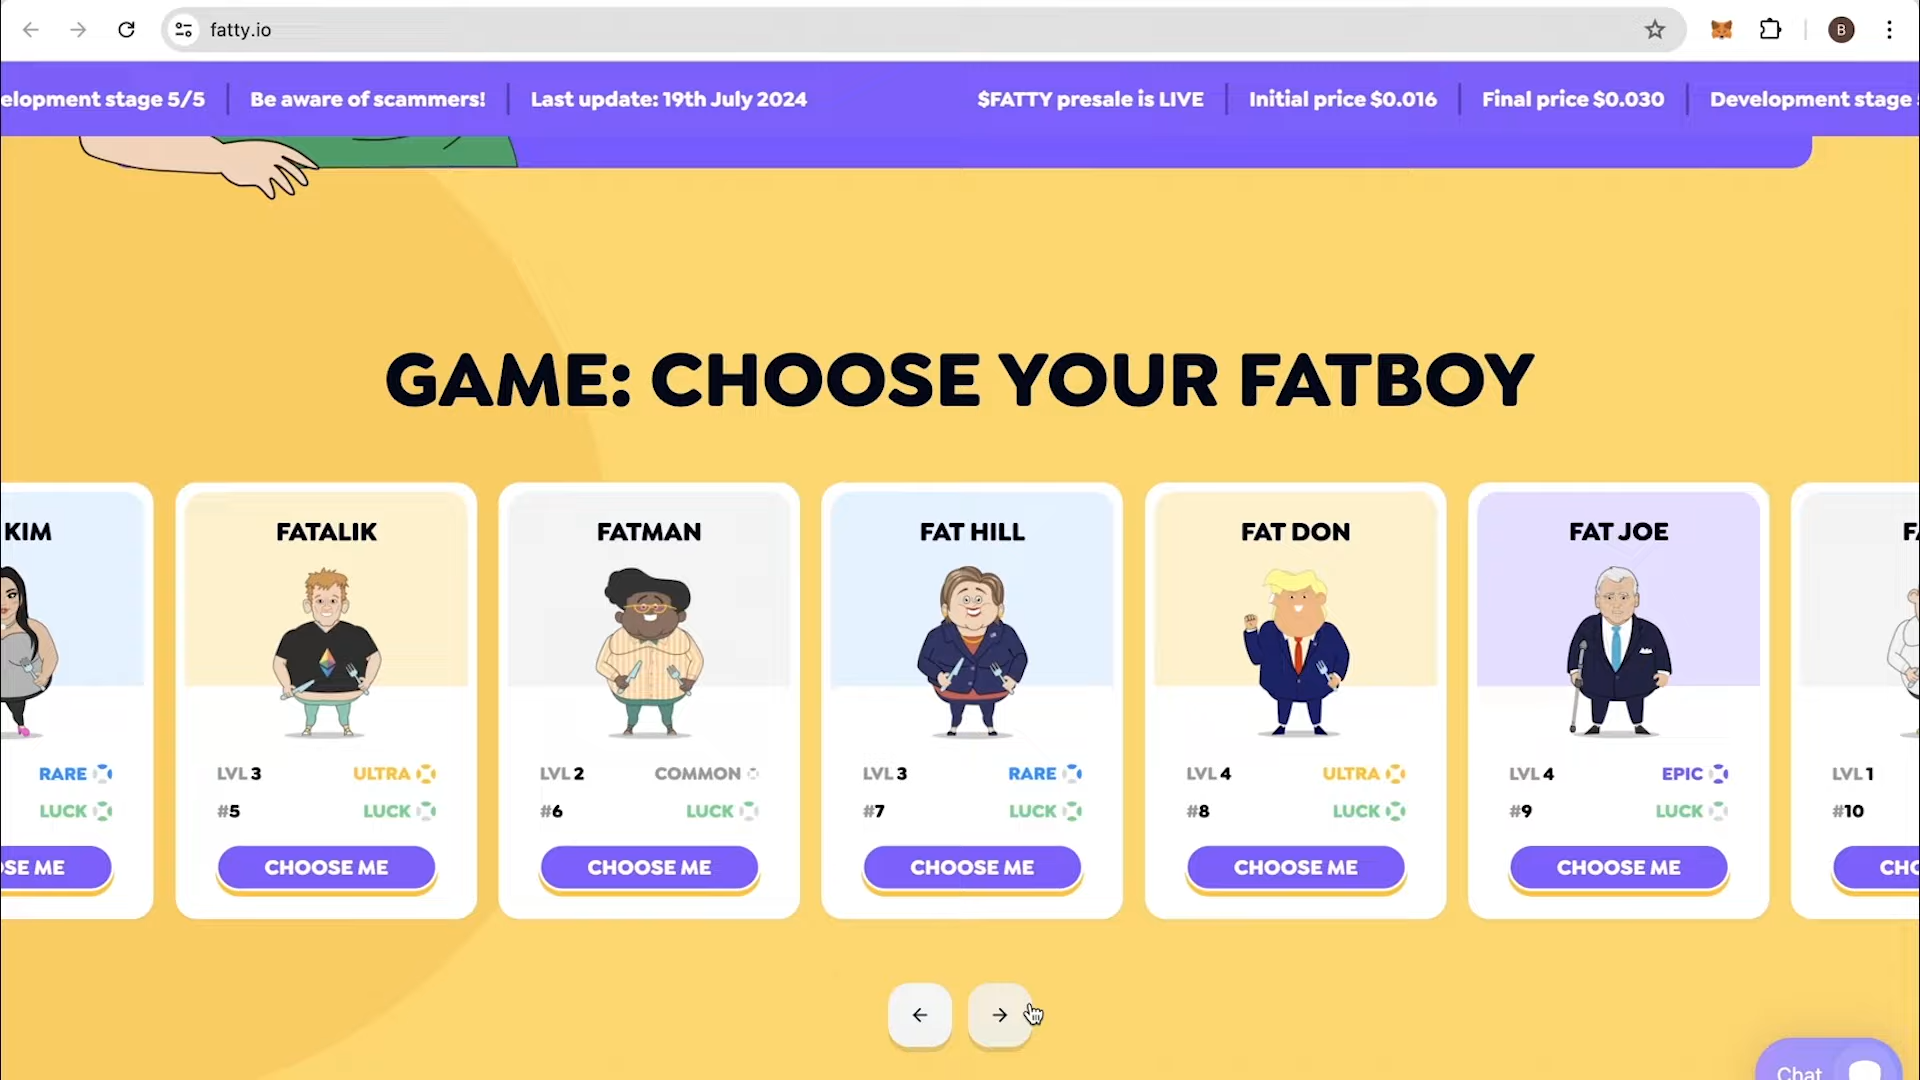 fatty.io
B
elopment stage 5/5 Be aware of scammers! Last update: 19th July 2024 $FATTY presale is LIVE Initial price $0.016 Final price $0.030 Development stage
GAME: CHOOSE YOUR FATBOY
KIM FATALIK FATMAN FAT HILL FAT DON FAT JOE FA
RARE LVL 3 ULTRA LVL 2 COMMON LVL 3 RARE LVL 4 ULTRA LVL 4 EPIC LVL 1
LUCK #5 LUCK #6 LUCK #7 LUCK #8 LUCK #9 LUCK #10
OSE ME CHOOSE ME CHOOSE ME CHOOSE ME CHOOSE ME CHOOSE ME CHO
Chat